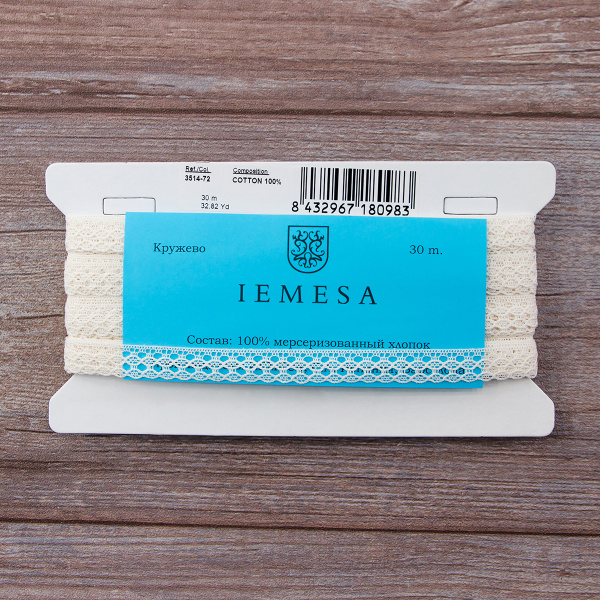 Ref./Col. Composition
3514-72 COTTON 100%
30 m
32.82 Yd
8 432967 180983
Кружево 30 m.
IEMESA
Состав: 100% мерсеризованный хлопок